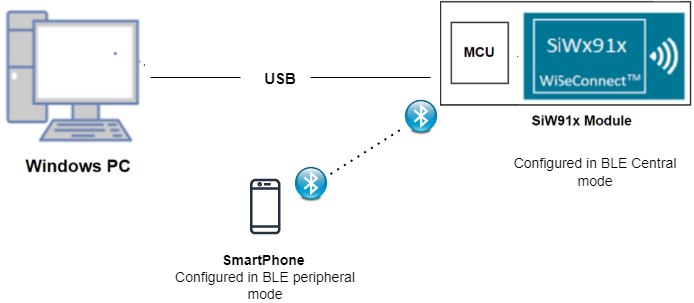 MCU
SiWx91x
WiSeConnect™
USB
SiW91x Module
Windows PC
Configured in BLE Central
mode
SmartPhone
Configured in BLE peripheral
mode